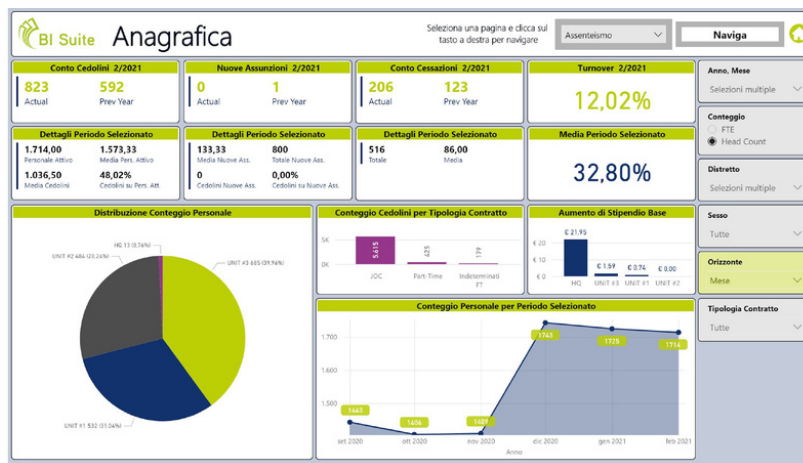 BI Suite
Anagrafica
Seleziona una pagina e clicca sul
tasto a destra per navigare
Assenteismo
Naviga
Conto Cedolini 2/2021
823
592
Actual
Prev Year
Nuove Assunzioni 2/2021
0
1
Actual
Prev Year
Conto Cessazioni 2/2021
206
123
Actual
Prev Year
Turnover 2/2021
12,02%
Dettagli Periodo Selezionato
1.714,00
1.573,33
Personale Attivo
Media Pers. Attivo
1.036,50
48,02%
Media Cedolini
Cedolini su Pers. Att.
Dettagli Periodo Selezionato
133,33
800
Media Nuove Ass.
Totale Nuove Ass.
0
0,00%
Cedolini Nuove Ass.
Cedolini su Nuove Ass.
Dettagli Periodo Selezionato
516
86,00
Totale
Media
Media Periodo Selezionato
32,80%
Anno, Mese
Selezioni multiple
Conteggio
FTE
Head Count
Distretto
Selezioni multiple
Sesso
Tutte
Orizzonte
Mese
Tipologia Contratto
Tutte
Distribuzione Conteggio Personale
HQ 13 (0,76%)
UNIT #2 484 (28,24%)
UNIT #3 685 (39,96%)
UNIT #1 532 (31,04%)
Conteggio Cedolini per Tipologia Contratto
5K
0K
5.615
425
139
JOC
Part-Time
Indeterminati
FT
Aumento di Stipendio Base
€ 20
€ 10
€ 0
€ 21,95
€ 1,59
€ 0,74
€ 0,00
HQ
UNIT #3
UNIT #1
UNIT #2
Conteggio Personale per Periodo Selezionato
1.700
1.600
1.500
1443
1406
1409
1743
1725
1714
set 2020
ott 2020
nov 2020
dic 2020
gen 2021
feb 2021
Anno